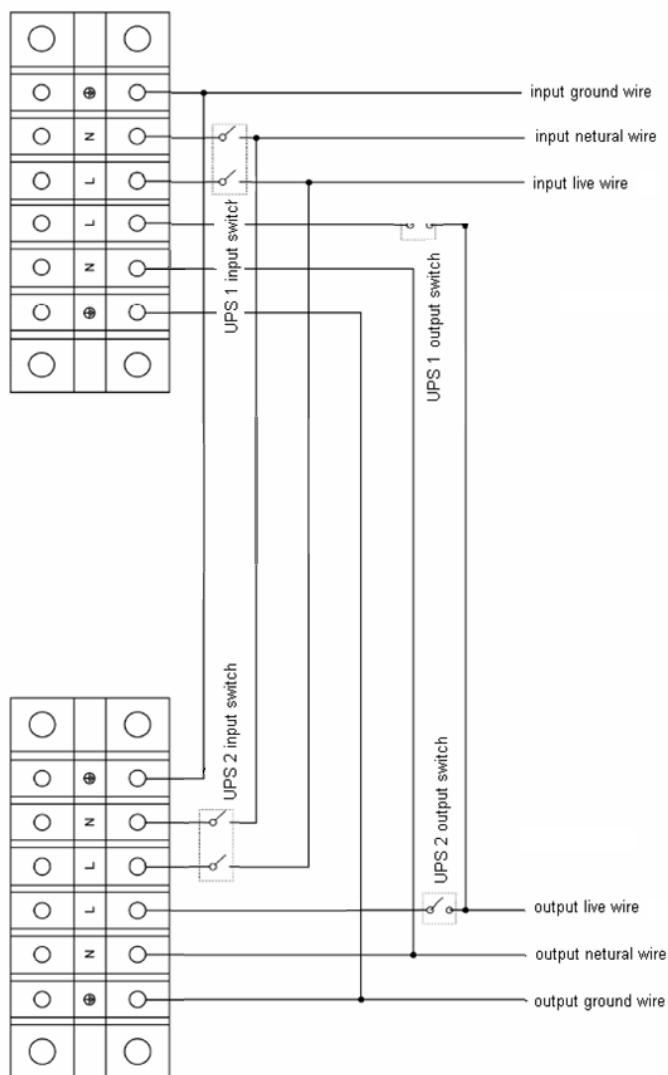 input ground wire
N
input netural wire
L
input live wire
L
N
UPS 1 input switch
UPS 1 output switch
UPS 2 input switch
UPS 2 output switch
N
L
L
output live wire
N
output netural wire
output ground wire